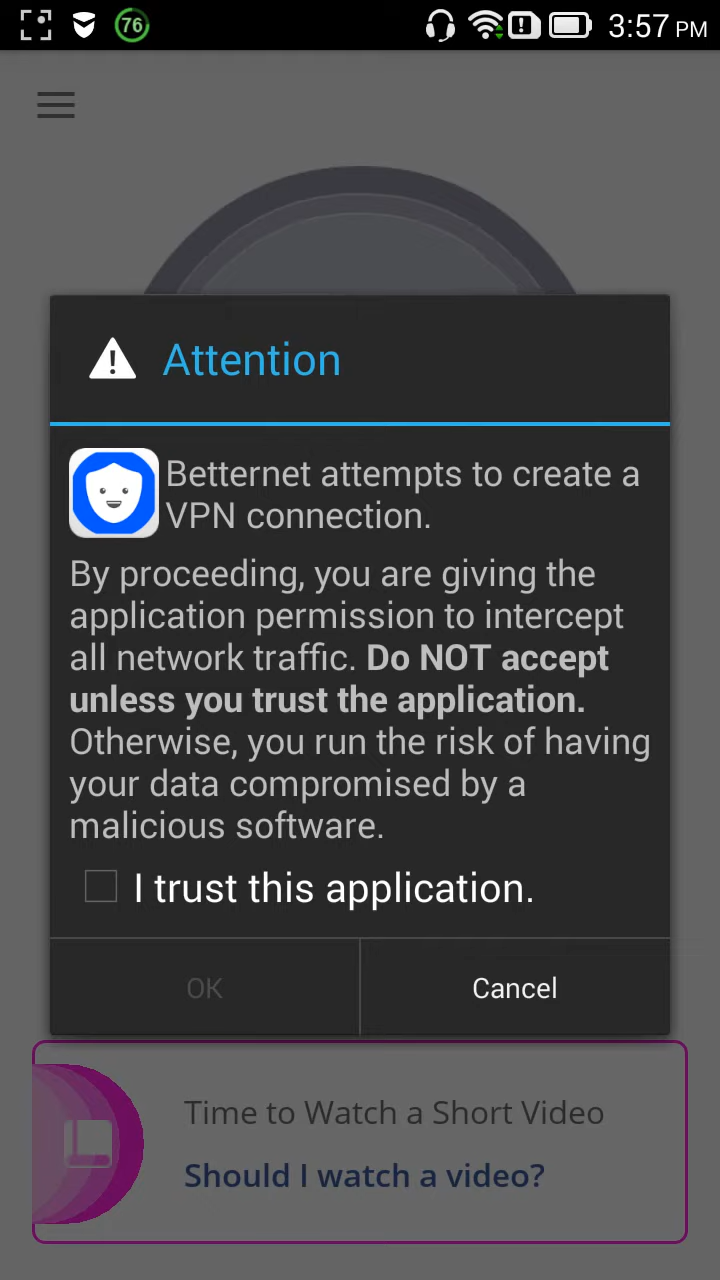 76
3:57 PM
Attention
Betternet attempts to create a
VPN connection.
By proceeding, you are giving the
application permission to intercept
all network traffic. Do NOT accept
unless you trust the application.
Otherwise, you run the risk of having
your data compromised by a
malicious software.
I trust this application.
OK
Cancel
Time to Watch a Short Video
Should I watch a video?